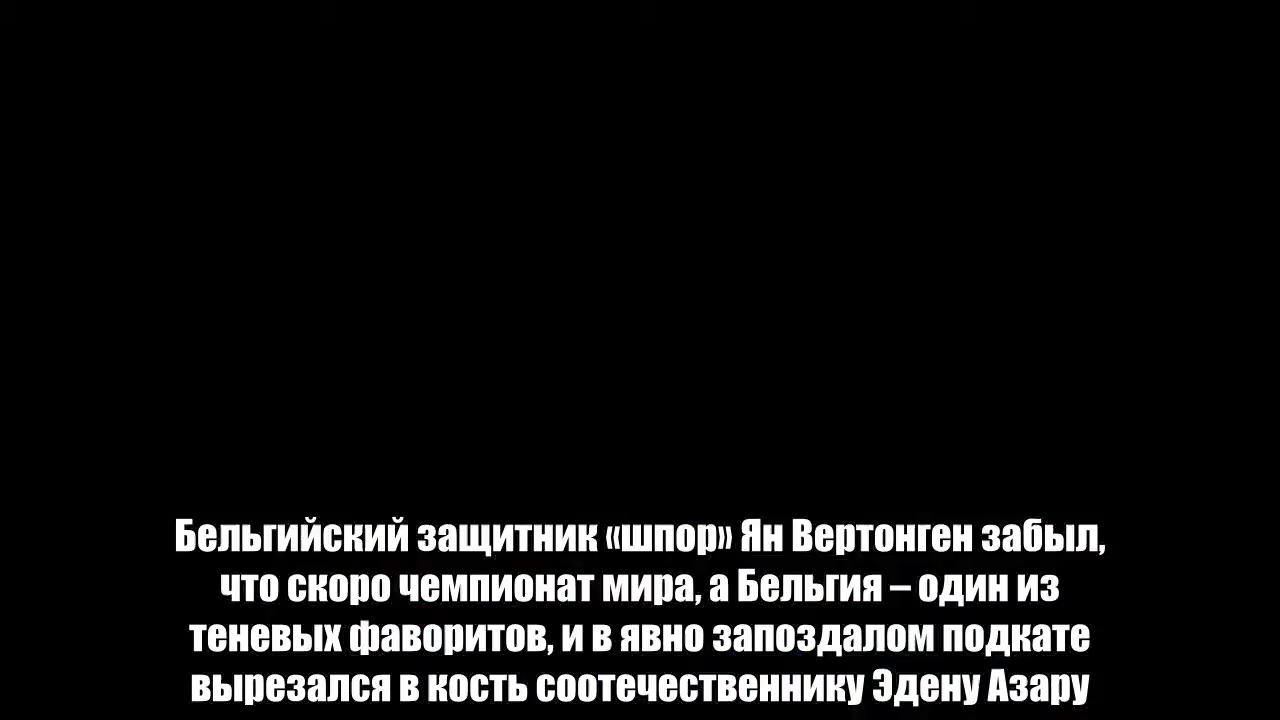 Бельгийский защитник «шпор» Ян Вертонген забыл,
что скоро чемпионат мира, а Бельгия – один из
теневых фаворитов, и в явно запоздалом подкате
вырезался в кость соотечественнику Эдену Азару